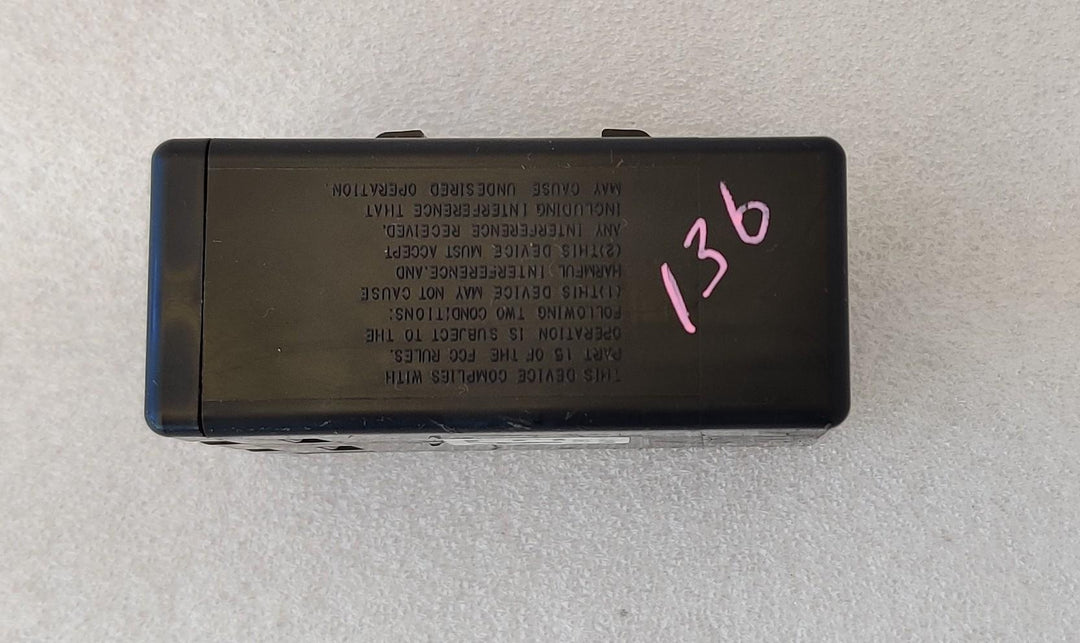 THIS DEVICE COMPLIES WITH
PART 15 OF THE FCC RULES.
OPERATION IS SUBJECT TO THE
FOLLOWING TWO CONDITIONS:
(1)THIS DEVICE MAY NOT CAUSE
HARMFUL INTERFERENCE.AND
(2)THIS DEVICE MUST ACCEPT
ANY INTERFERENCE RECEIVED.
INCLUDING INTERFERENCE THAT
MAY CAUSE UNDESIRED OPERATION.
136